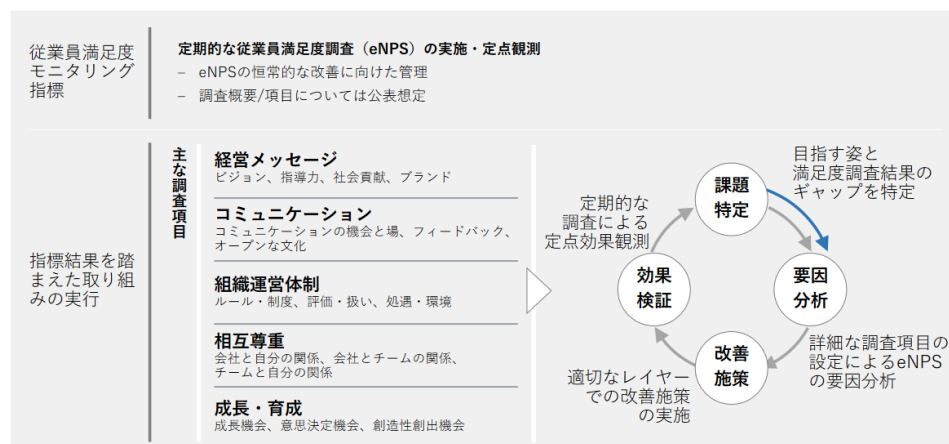 従業員満足度
モニタリング
指標
定期的な従業員満足度調査（eNPS）の実施・定点観測
– eNPSの恒常的な改善に向けた管理
– 調査概要/項目については公表想定
指標結果を踏
まえた取り組
みの実行
主な調査項目
経営メッセージ
ビジョン、指導力、社会貢献、ブランド
コミュニケーション
コミュニケーションの機会と場、フィードバック、
オープンな文化
組織運営体制
ルール・制度、評価・扱い、処遇・環境
相互尊重
会社と自分の関係、会社とチームの関係、
チームと自分の関係
成長・育成
成長機会、意思決定機会、創造性創出機会
課題
特定
目指す姿と
満足度調査結果の
ギャップを特定
要因
分析
詳細な調査項目の
設定によるeNPS
の要因分析
改善
施策
適切なレイヤー
での改善施策
の実施
効果
検証
定期的な
調査による
定点効果観測